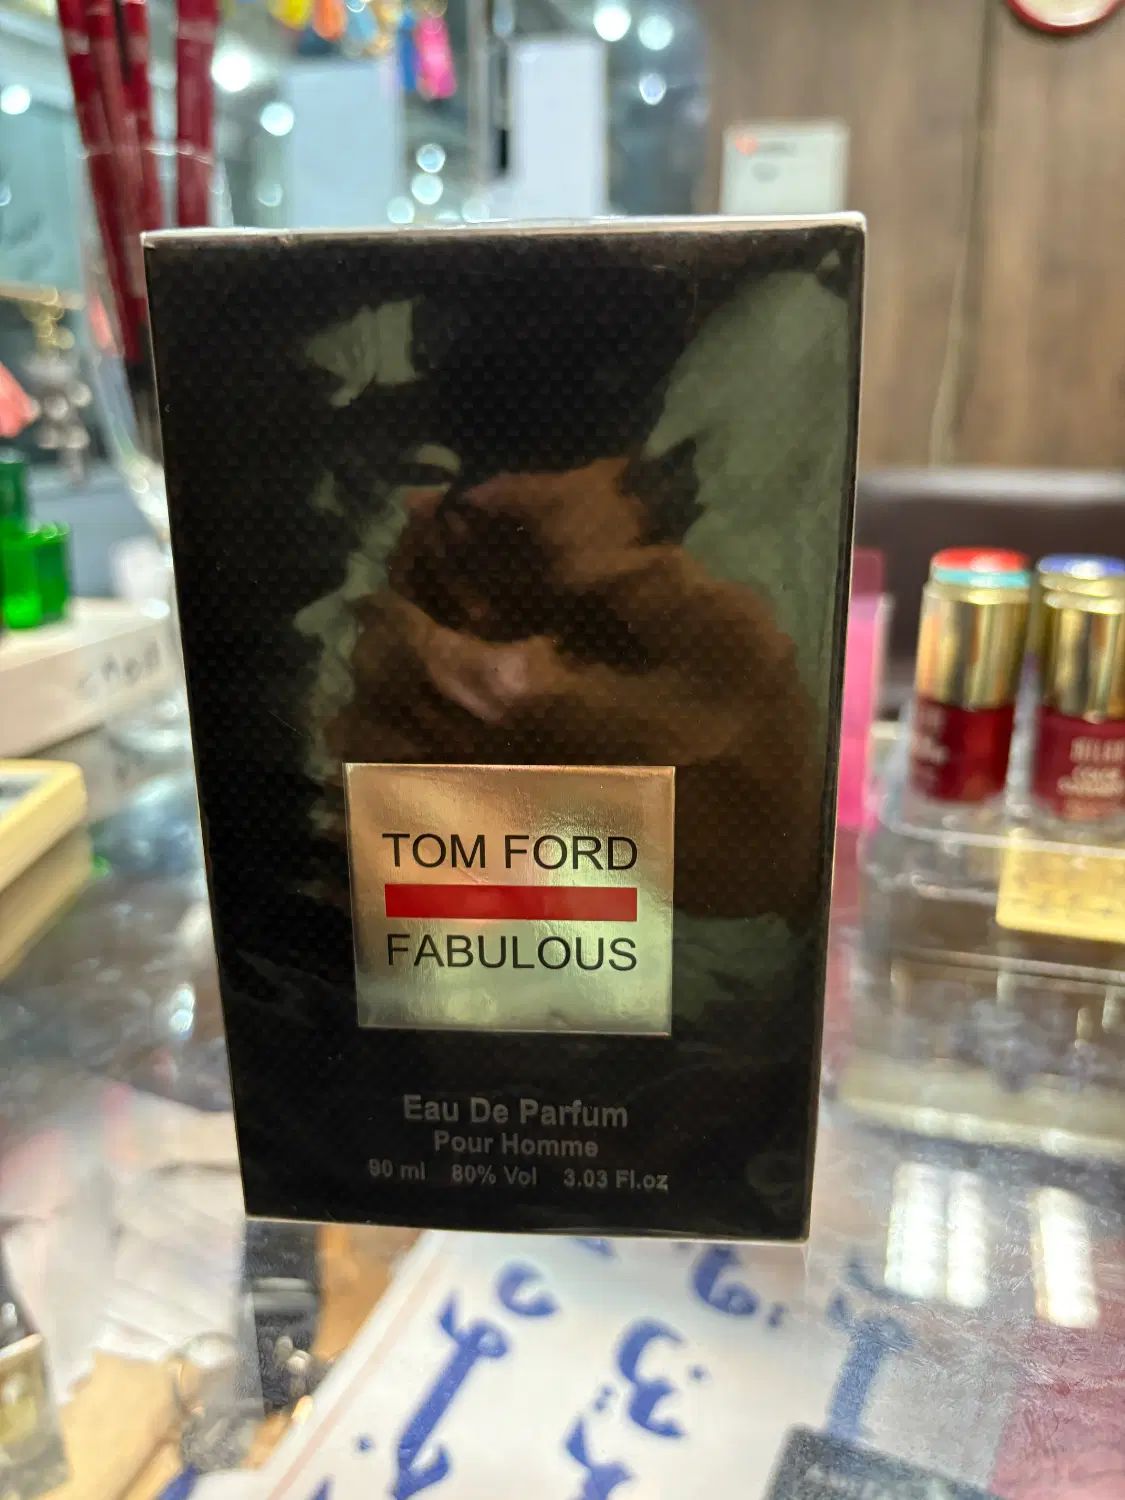 TOM FORD
FABULOUS
Eau De Parfum
Pour Homme
90 ml 80% Vol 3.03 Fl.oz